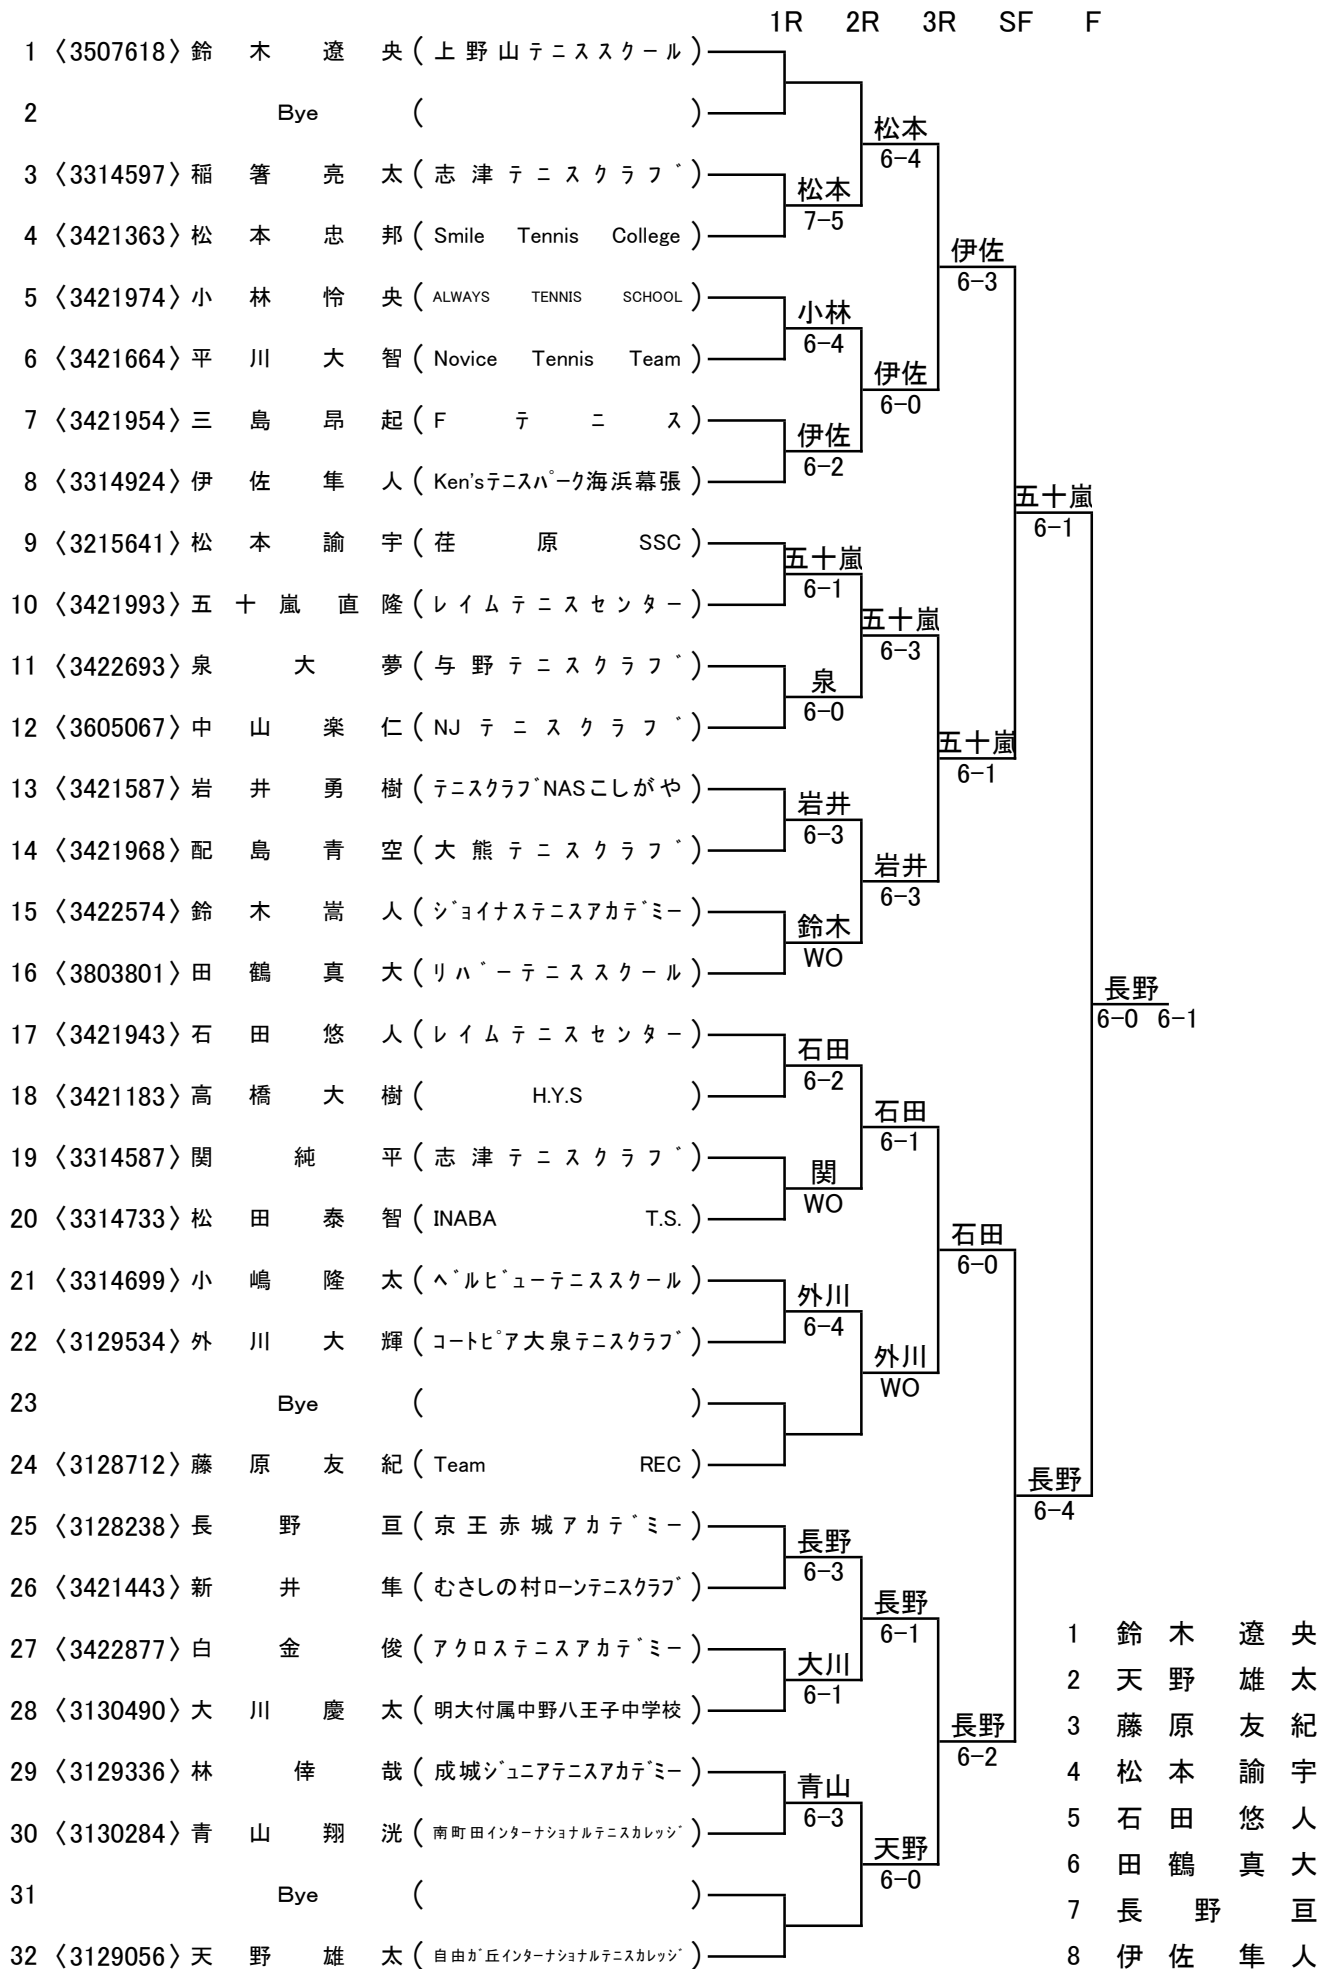 1R 2R 3R SF F
1 〈3507618〉 鈴木遼央 ( 上野山テニススクール )
2 Bye ( )
松本
6-4
3 〈3314597〉 稲箸亮太 ( 志津テニスクラブ )
松本
7-5
4 〈3421363〉 松本忠邦 ( Smile Tennis College )
伊佐
6-3
5 〈3421974〉 小林怜央 ( ALWAYS TENNIS SCHOOL )
小林
6-4
6 〈3421664〉 平川大智 ( Novice Tennis Team )
伊佐
6-0
7 〈3421954〉 三島昂起 ( Fテニス )
伊佐
6-2
8 〈3314924〉 伊佐隼人 ( Ken'sテニスパーク海浜幕張 )
五十嵐
6-1
9 〈3215641〉 松本諭宇 ( 荏原SSC )
五十嵐
6-1
10 〈3421993〉 五十嵐直隆 ( レイムテニスセンター )
五十嵐
6-3
11 〈3422693〉 泉大夢 ( 与野テニスクラブ )
泉
6-0
12 〈3605067〉 中山楽仁 ( NJテニスクラブ )
五十嵐
6-1
13 〈3421587〉 岩井勇樹 ( テニスクラブNASこしがや )
岩井
6-3
14 〈3421968〉 配島青空 ( 大熊テニスクラブ )
岩井
6-3
15 〈3422574〉 鈴木嵩人 ( ジョイナステニスアカデミー )
鈴木
WO
16 〈3803801〉 田鶴真大 ( リバーテニススクール )
長野
6-0 6-1
17 〈3421943〉 石田悠人 ( レイムテニスセンター )
石田
6-2
18 〈3421183〉 高橋大樹 ( H.Y.S )
石田
6-1
19 〈3314587〉 関純平 ( 志津テニスクラブ )
関
WO
20 〈3314733〉 松田泰智 ( INABA T.S. )
石田
6-0
21 〈3314699〉 小嶋隆太 ( ベルビューテニススクール )
外川
6-4
22 〈3129534〉 外川大輝 ( コートピア大泉テニスクラブ )
外川
WO
23 Bye ( )
24 〈3128712〉 藤原友紀 ( Team REC )
長野
6-4
25 〈3128238〉 長野亘 ( 京王赤城アカデミー )
長野
6-3
26 〈3421443〉 新井隼 ( むさしの村ローンテニスクラブ )
長野
6-1
27 〈3422877〉 白金俊 ( アクロステニスアカデミー )
大川
6-1
28 〈3130490〉 大川慶太 ( 明大付属中野八王子中学校 )
長野
6-2
29 〈3129336〉 林倖哉 ( 成城ジュニアテニスアカデミー )
青山
6-3
30 〈3130284〉 青山翔洸 ( 南町田インターナショナルテニスカレッジ )
天野
6-0
31 Bye ( )
32 〈3129056〉 天野雄太 ( 自由が丘インターナショナルテニスカレッジ )
1 鈴木遼央
2 天野雄太
3 藤原友紀
4 松本諭宇
5 石田悠人
6 田鶴真大
7 長野亘
8 伊佐隼人